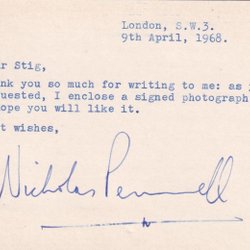 London, S.W.3.
9th April, 1968.
r Stig,
nk you so much for writing to me: as
uested, I enclose a signed photograph
ope you will like it.
t wishes,
Nicholas Pennell